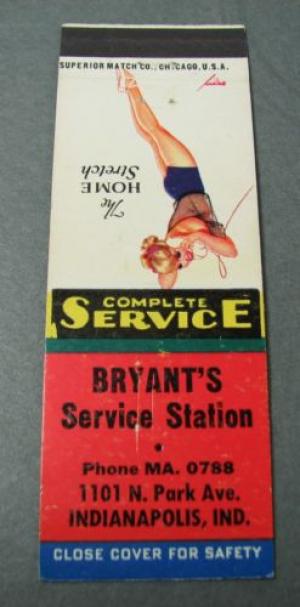 SUPERIOR MATCH CO., CHICAGO, U.S.A.
The
HOME
Stretch
COMPLETE
SERVICE
BRYANT'S
Service Station
Phone MA. 0788
1101 N. Park Ave.
INDIANAPOLIS, IND.
CLOSE COVER FOR SAFETY